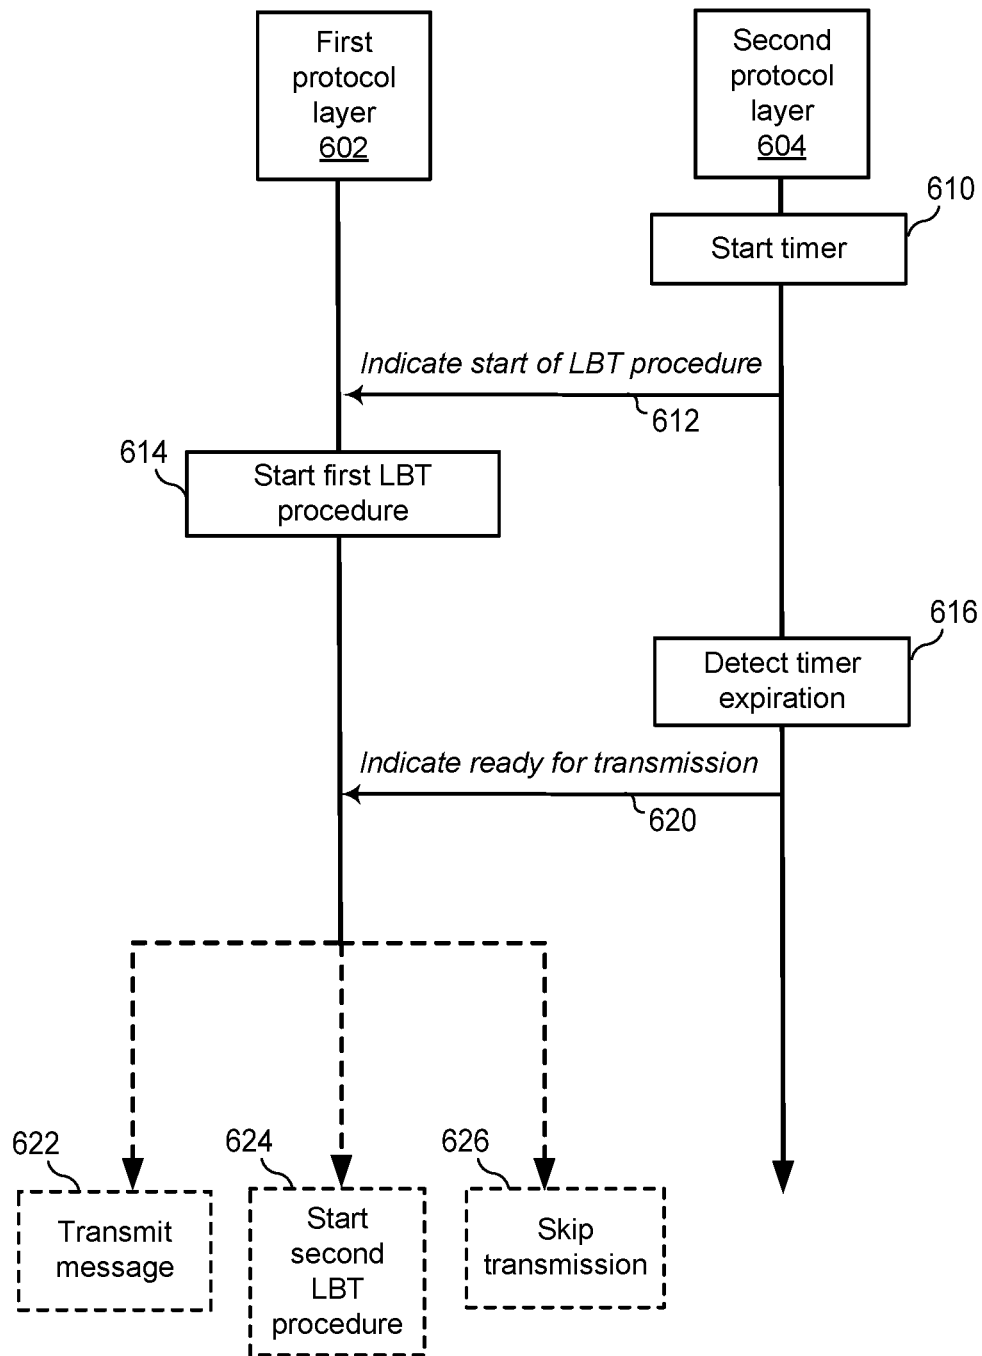 First
protocol
layer
602
Second
protocol
layer
604
610
Start timer
Indicate start of LBT procedure
612
614
Start first LBT
procedure
616
Detect timer
expiration
Indicate ready for transmission
620
622
Transmit
message
624
Start
second
LBT
procedure
626
Skip
transmission